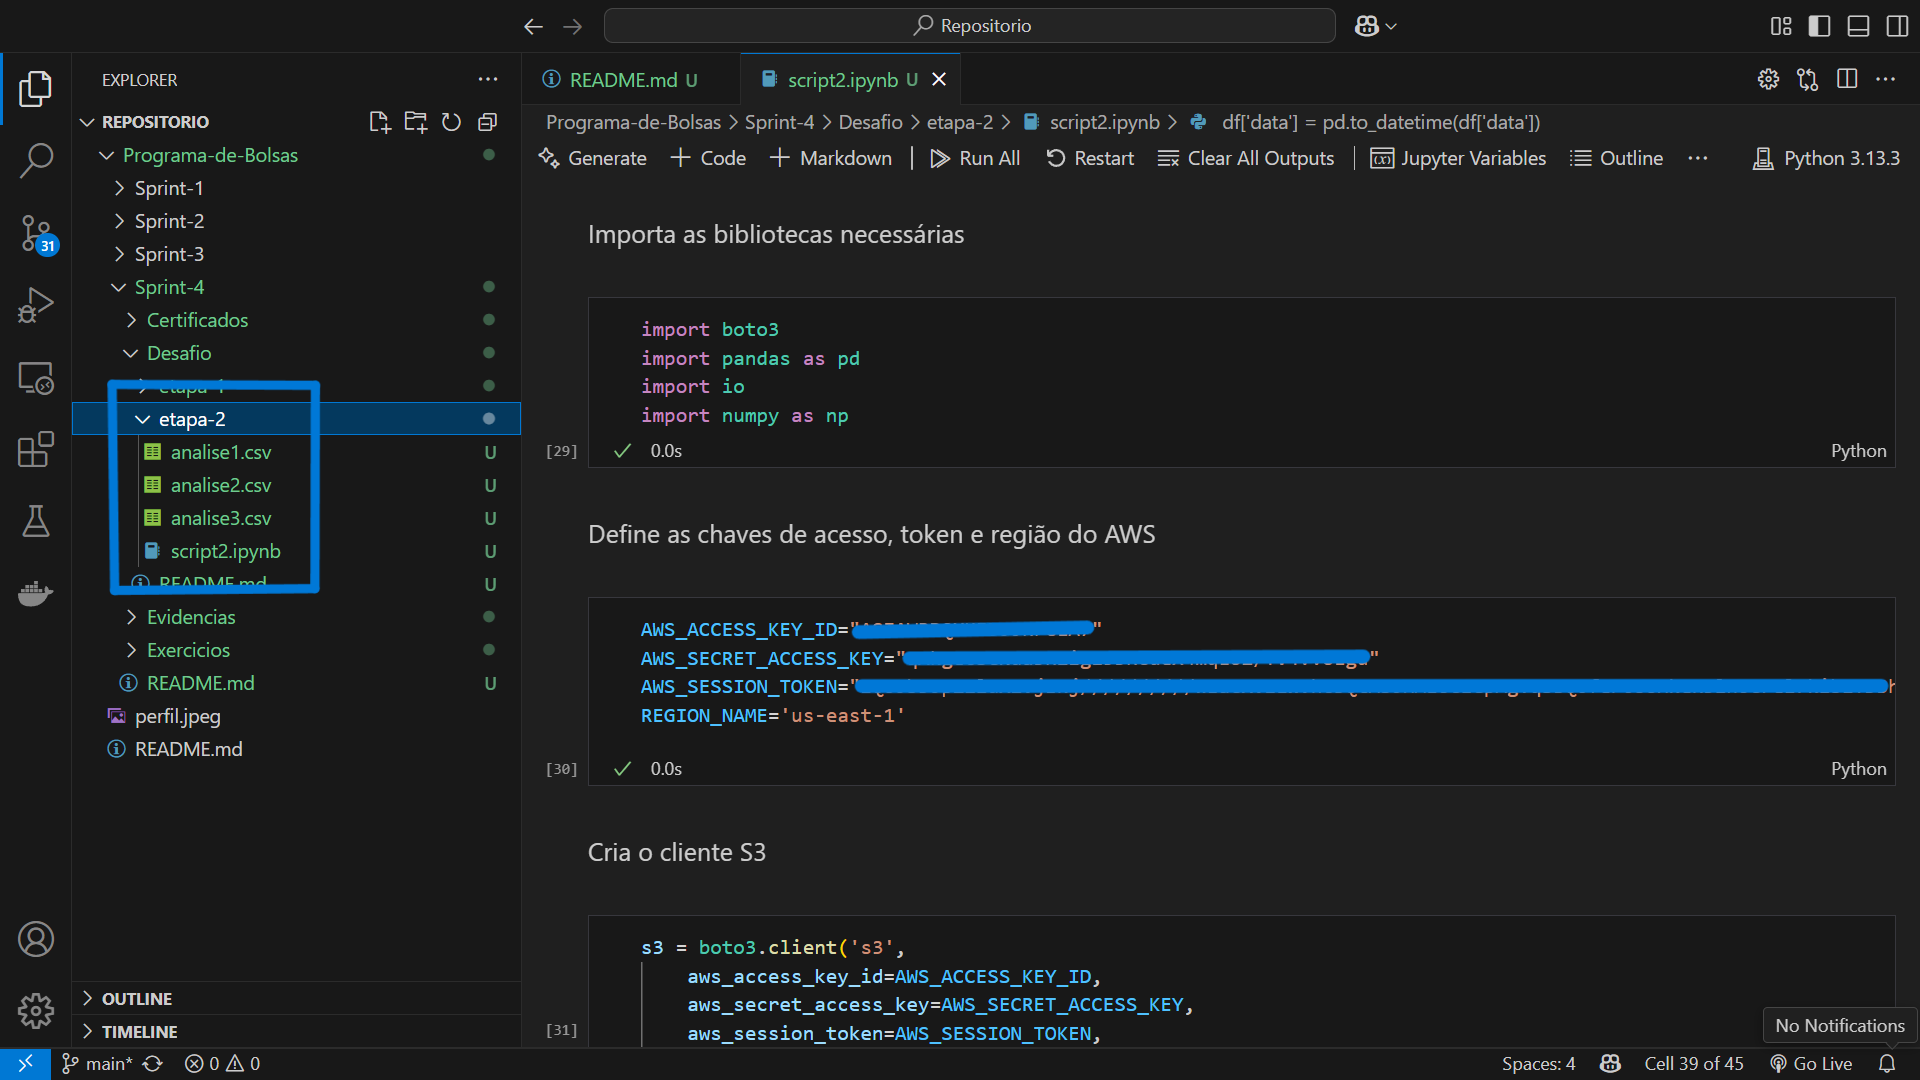 Repositorio
EXPLORER
REPOSITORIO
Programa-de-Bolsas
Sprint-1
Sprint-2
Sprint-3
Sprint-4
Certificados
Desafio
etapa-1
etapa-2
analise1.csv U
analise2.csv U
analise3.csv U
script2.ipynb U
README.md U
Evidencias
Exercicios
README.md U
perfil.jpeg
README.md
OUTLINE
TIMELINE
31
README.md U
script2.ipynb U
Programa-de-Bolsas > Sprint-4 > Desafio > etapa-2 > script2.ipynb > df['data'] = pd.to_datetime(df['data'])
Generate + Code + Markdown | Run All Restart Clear All Outputs | Jupyter Variables Outline ... Python 3.13.3
Importa as bibliotecas necessárias
import boto3
import pandas as pd
import io
import numpy as np
[29] 0.0s Python
Define as chaves de acesso, token e região do AWS
AWS_ACCESS_KEY_ID=" "
AWS_SECRET_ACCESS_KEY=" "
AWS_SESSION_TOKEN="
REGION_NAME='us-east-1'
[30] 0.0s Python
Cria o cliente S3
s3 = boto3.client('s3',
aws_access_key_id=AWS_ACCESS_KEY_ID,
aws_secret_access_key=AWS_SECRET_ACCESS_KEY,
aws_session_token=AWS_SESSION_TOKEN,
[31]
No Notifications
main* 0 0
Spaces: 4 Cell 39 of 45 Go Live